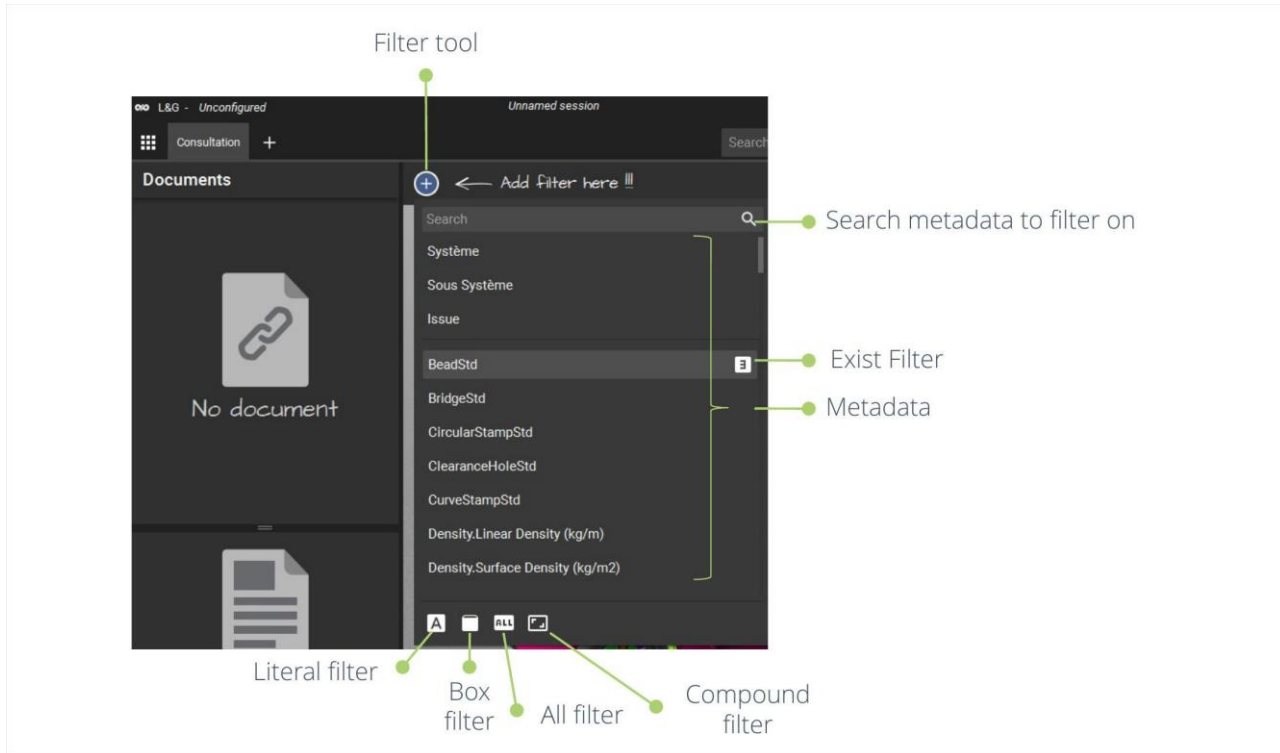 Filter tool
L&G - Unconfigured
Unnamed session
Consultation +
Search
Documents
+ ← Add filter here !!!
Search
Search metadata to filter on
Système
Sous Système
Issue
BeadStd
Exist Filter
BridgeStd
Metadata
No document
CircularStampStd
ClearanceHoleStd
CurveStampStd
Density.Linear Density (kg/m)
Density.Surface Density (kg/m2)
A
ALL
Literal filter
Box
filter
All filter
Compound
filter